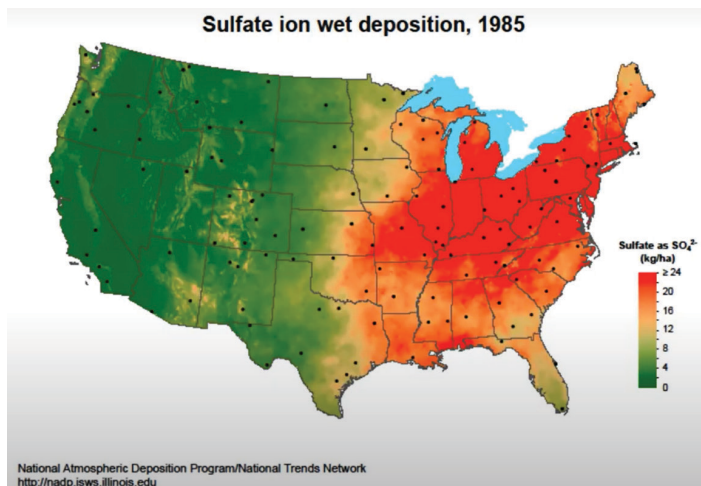 Sulfate ion wet deposition, 1985
Sulfate as SO₄²⁻
(kg/ha)
≥ 24
20
16
12
8
4
0
National Atmospheric Deposition Program/National Trends Network
http://nadp.isws.illinois.edu